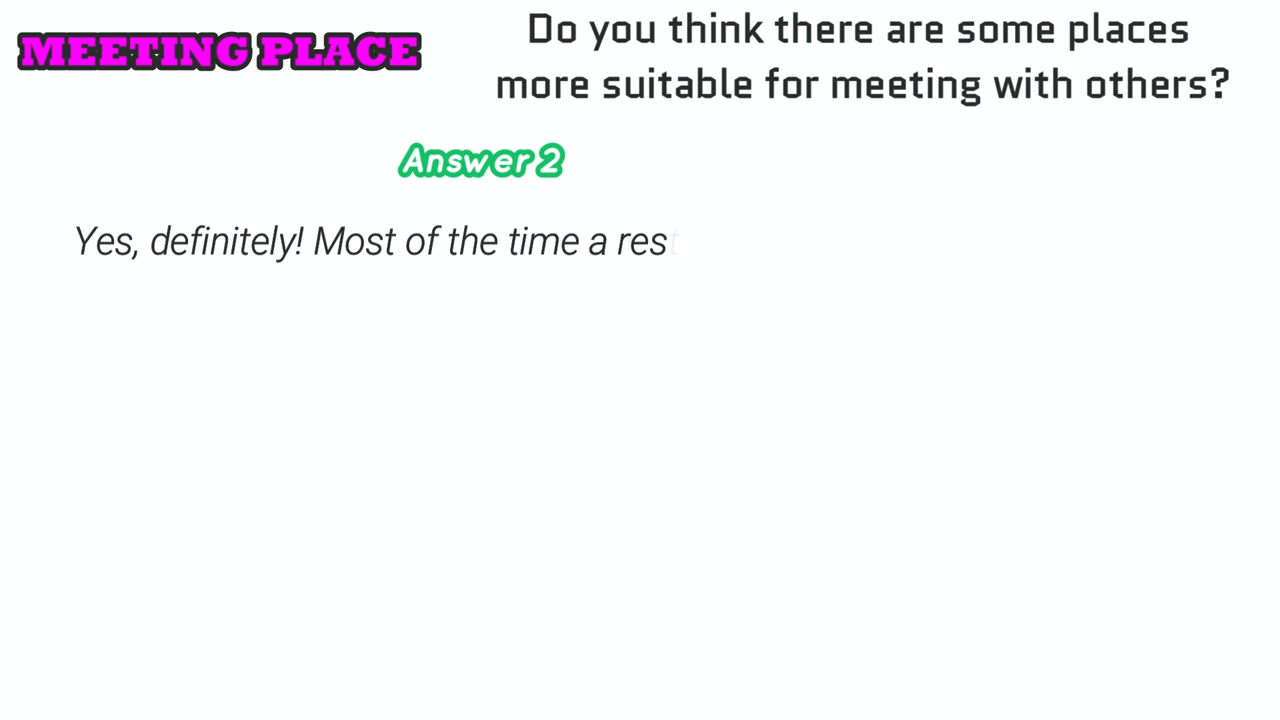 MEETING PLACE
Do you think there are some places
more suitable for meeting with others?
Answer 2
Yes, definitely! Most of the time a rest